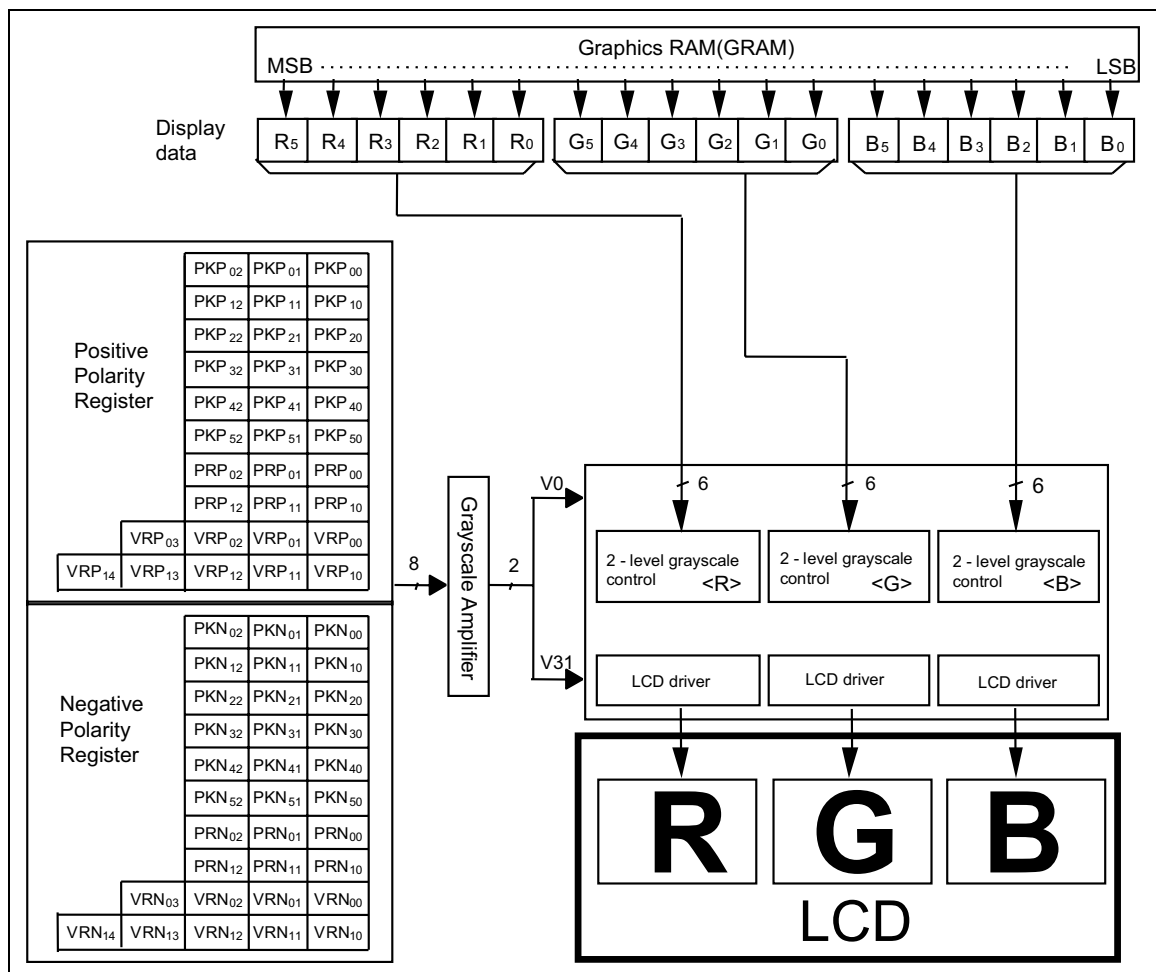 Graphics RAM(GRAM)
MSB LSB
Display
data
R5 R4 R3 R2 R1 R0 G5 G4 G3 G2 G1 G0 B5 B4 B3 B2 B1 B0
Positive
Polarity
Register
PKP02 PKP01 PKP00
PKP12 PKP11 PKP10
PKP22 PKP21 PKP20
PKP32 PKP31 PKP30
PKP42 PKP41 PKP40
PKP52 PKP51 PKP50
PRP02 PRP01 PRP00
PRP12 PRP11 PRP10
VRP03 VRP02 VRP01 VRP00
VRP14 VRP13 VRP12 VRP11 VRP10
Negative
Polarity
Register
PKN02 PKN01 PKN00
PKN12 PKN11 PKN10
PKN22 PKN21 PKN20
PKN32 PKN31 PKN30
PKN42 PKN41 PKN40
PKN52 PKN51 PKN50
PRN02 PRN01 PRN00
PRN12 PRN11 PRN10
VRN03 VRN02 VRN01 VRN00
VRN14 VRN13 VRN12 VRN11 VRN10
8
Grayscale Amplifier
2
V0
V31
6 6 6
2 - level grayscale
control <R>
2 - level grayscale
control <G>
2 - level grayscale
control <B>
LCD driver LCD driver LCD driver
R G B
LCD